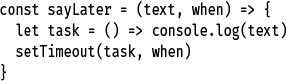 const sayLater = (text, when) => {
  let task = () => console.log(text)
  setTimeout(task, when)
}